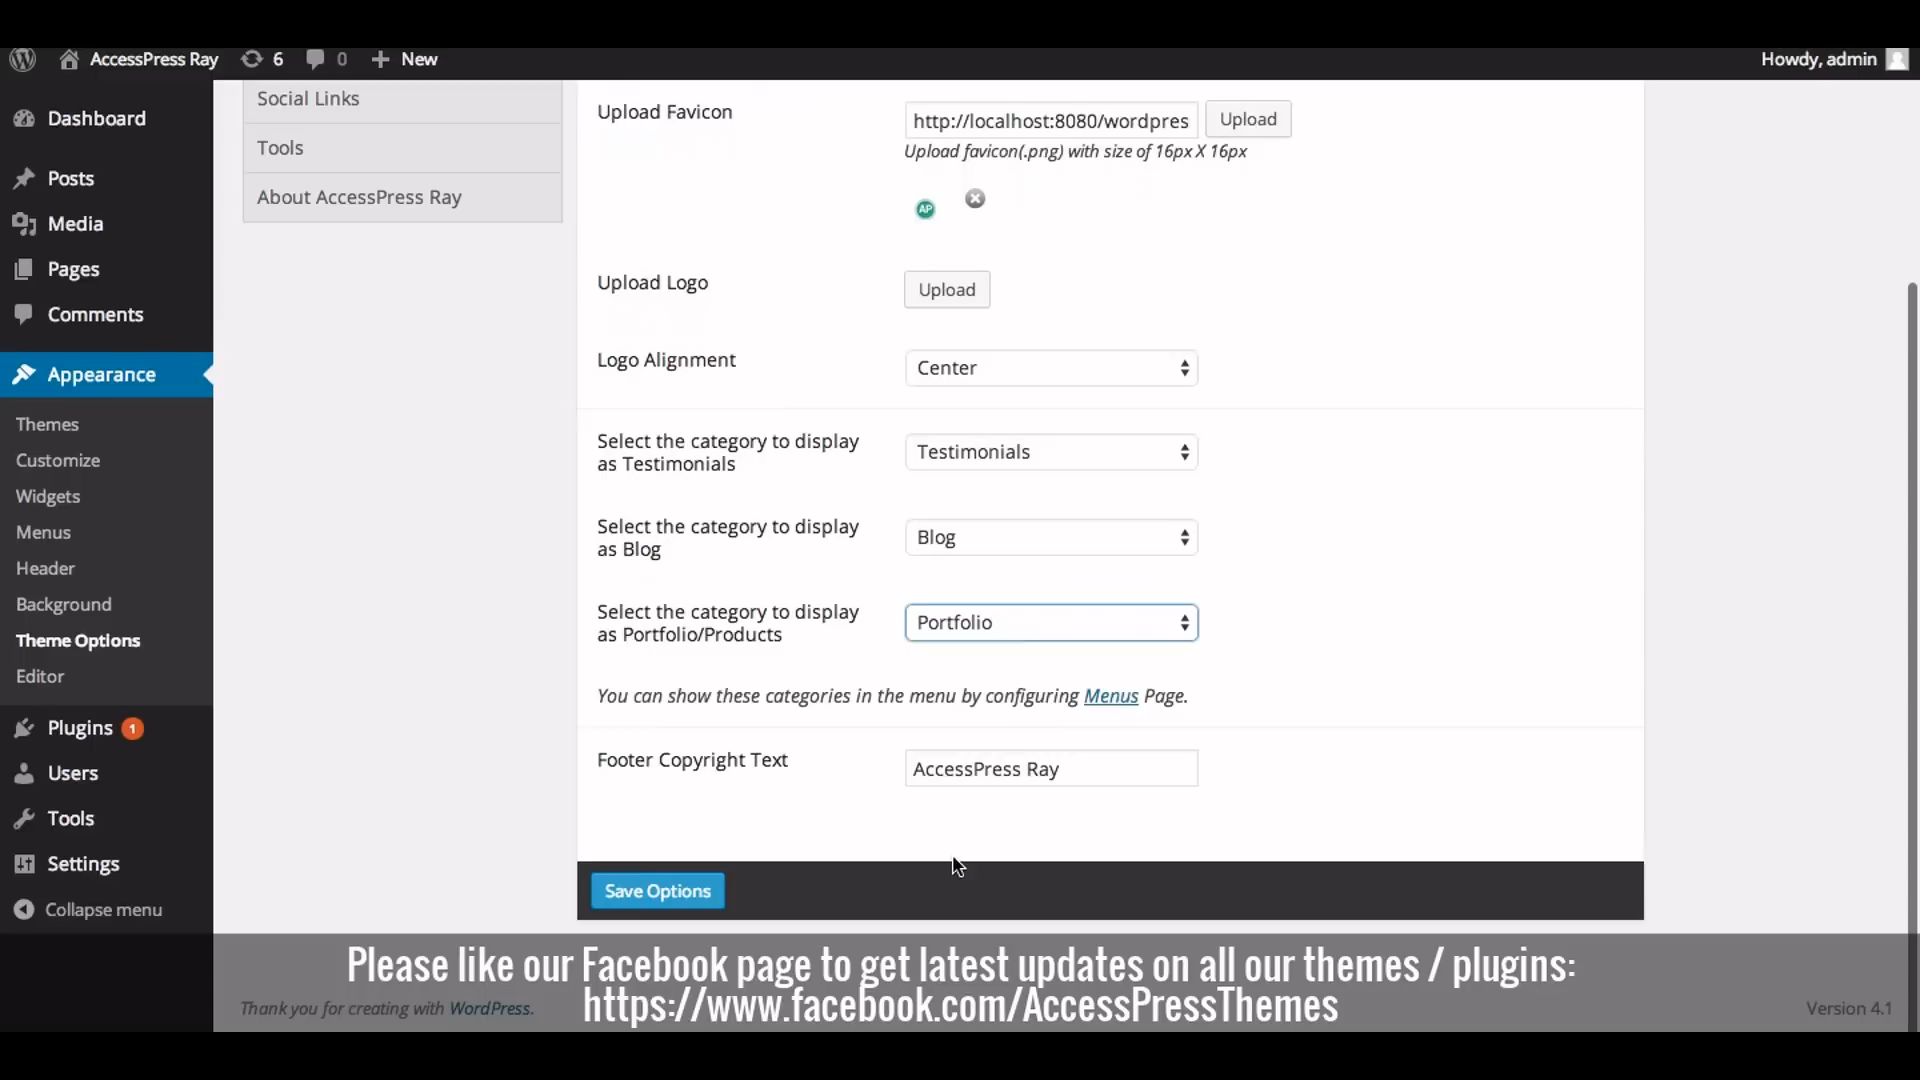 AccessPress Ray 6 0 New Howdy, admin
Dashboard
Posts
Media
Pages
Comments
Appearance
Themes
Customize
Widgets
Menus
Header
Background
Theme Options
Editor
Plugins 1
Users
Tools
Settings
Collapse menu
Social Links
Tools
About AccessPress Ray
Upload Favicon
http://localhost:8080/wordpres Upload
Upload favicon(.png) with size of 16px X 16px
AP
Upload Logo
Upload
Logo Alignment
Center
Select the category to display
as Testimonials
Testimonials
Select the category to display
as Blog
Blog
Select the category to display
as Portfolio/Products
Portfolio
You can show these categories in the menu by configuring Menus Page.
Footer Copyright Text
AccessPress Ray
Save Options
Please like our Facebook page to get latest updates on all our themes / plugins:
https://www.facebook.com/AccessPressThemes
Thank you for creating with WordPress.
Version 4.1